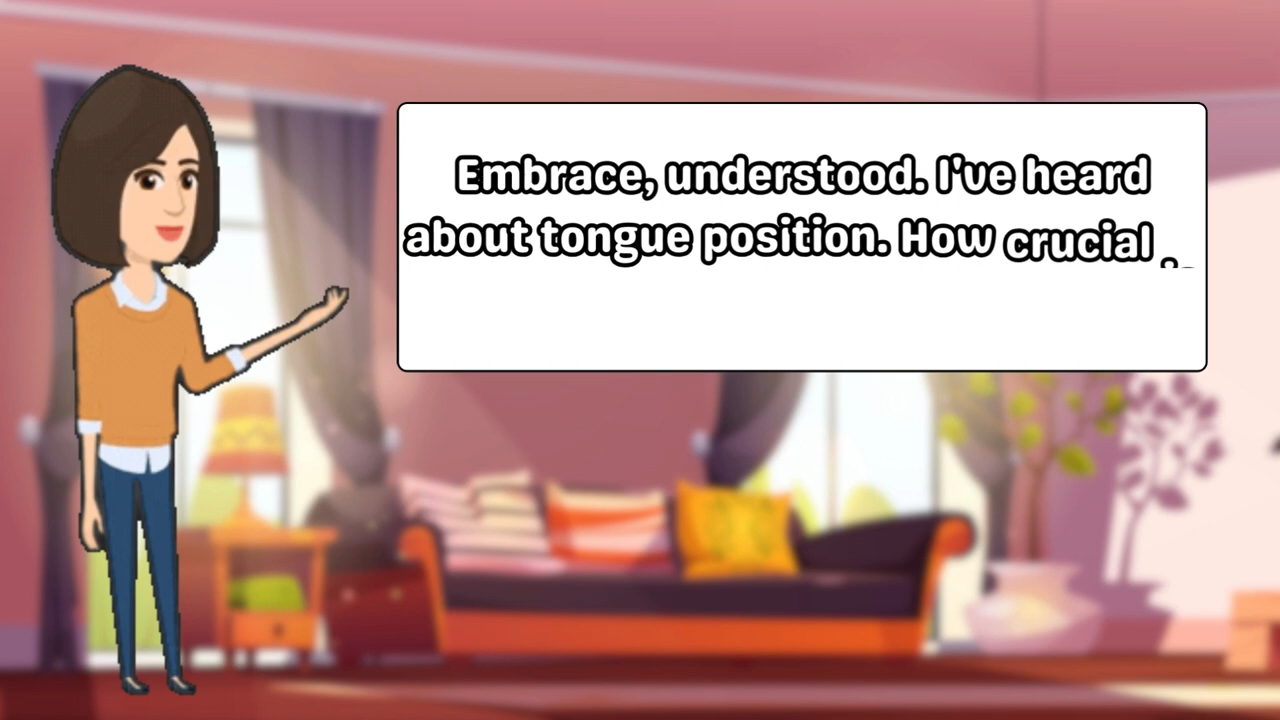 Embrace, understood. I've heard
about tongue position. How crucial